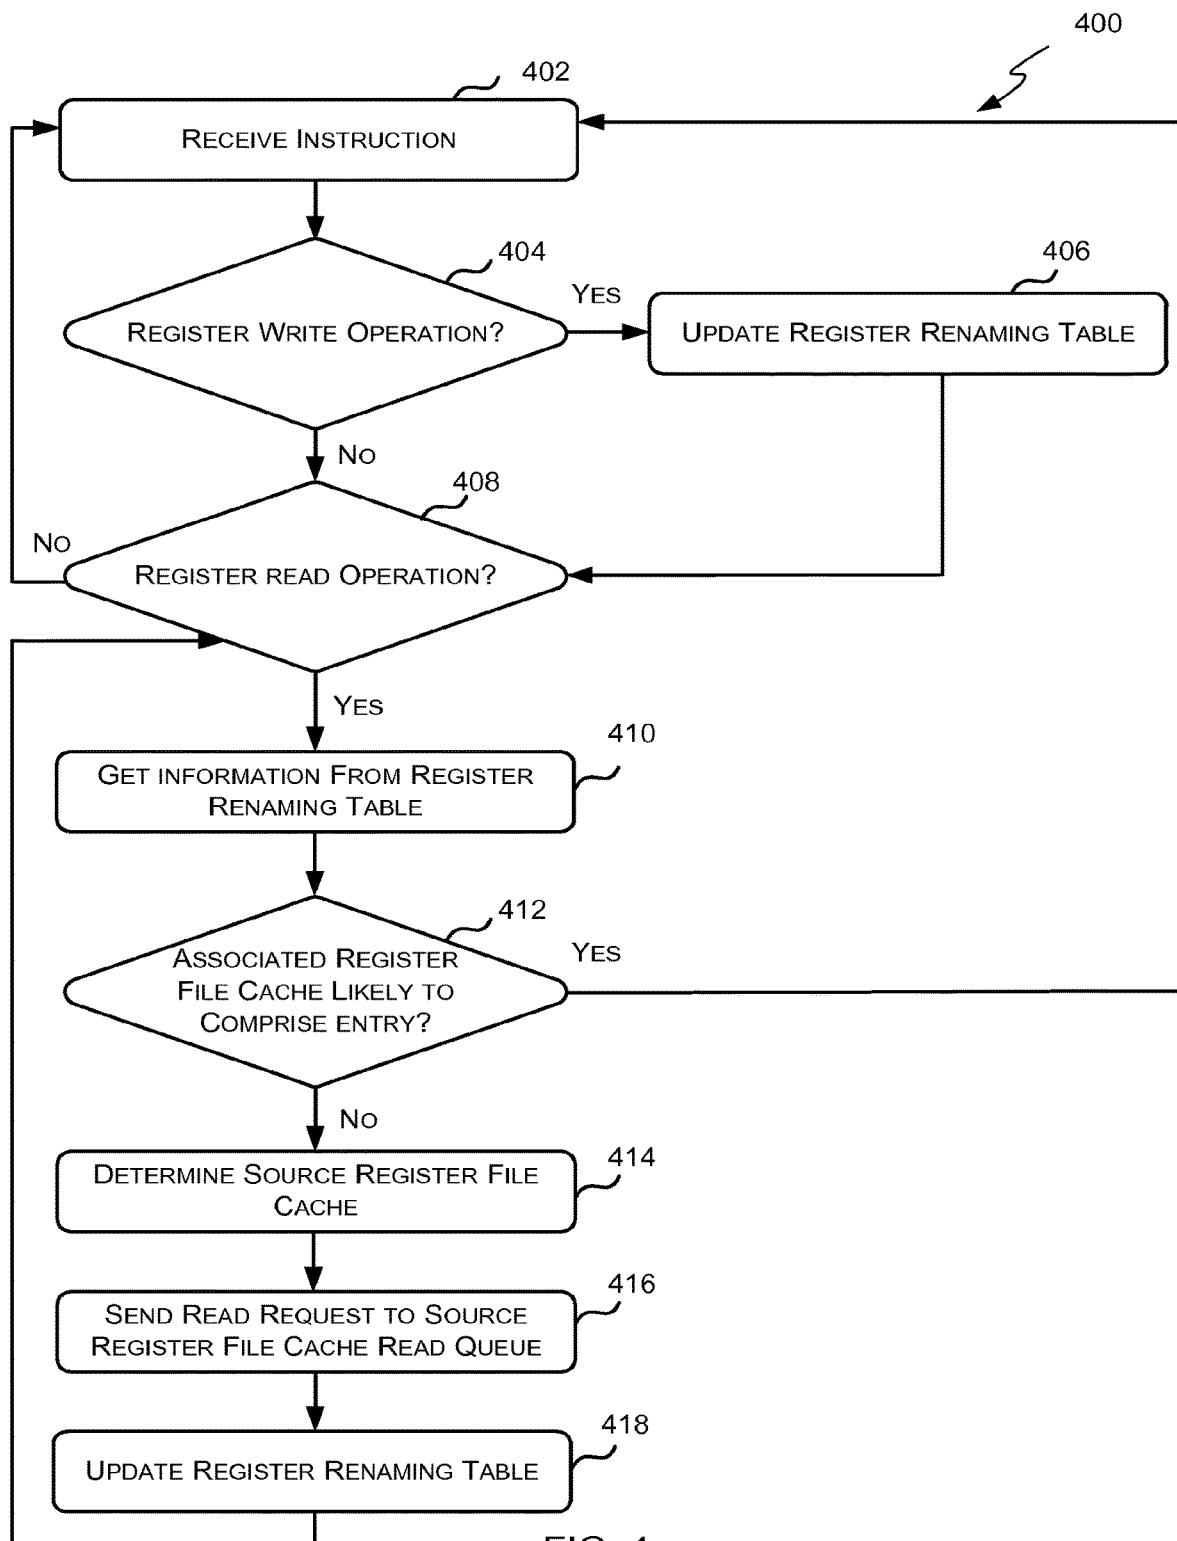 400
402
RECEIVE INSTRUCTION
404
REGISTER WRITE OPERATION?
YES
406
UPDATE REGISTER RENAMING TABLE
NO
408
NO
REGISTER READ OPERATION?
YES
410
GET INFORMATION FROM REGISTER
RENAMING TABLE
412
ASSOCIATED REGISTER
FILE CACHE LIKELY TO
COMPRISE ENTRY?
YES
NO
414
DETERMINE SOURCE REGISTER FILE
CACHE
416
SEND READ REQUEST TO SOURCE
REGISTER FILE CACHE READ QUEUE
418
UPDATE REGISTER RENAMING TABLE